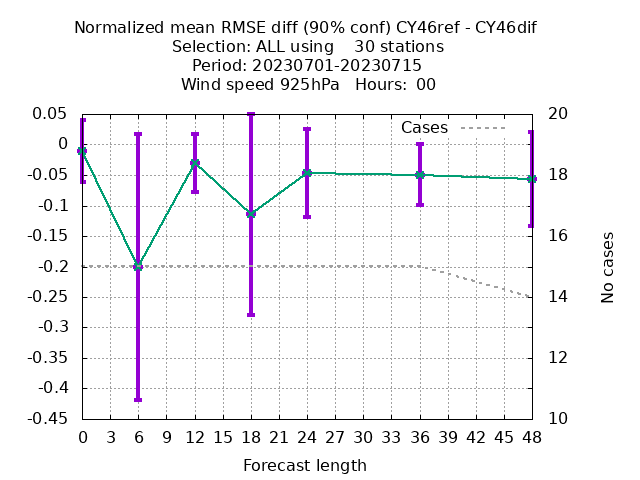 Normalized mean RMSE diff (90% conf) CY46ref - CY46dif
Selection: ALL using    30 stations
Period: 20230701-20230715
Wind speed 925hPa   Hours:  00
Cases
0.05
0
-0.05
-0.1
-0.15
-0.2
-0.25
-0.3
-0.35
-0.4
-0.45
20
18
16
14
12
10
No cases
0 3 6 9 12 15 18 21 24 27 30 33 36 39 42 45 48
Forecast length